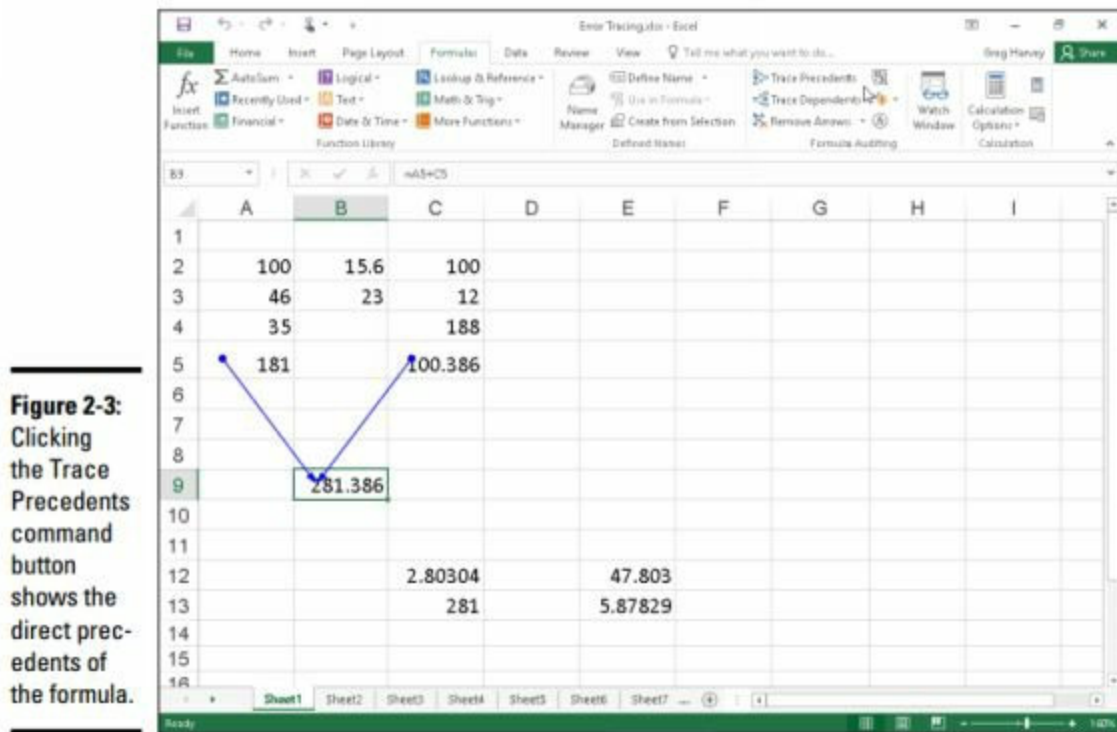 Error Tracing.xlsx - Excel
File Home Insert Page Layout Formulas Data Review View Tell me what you want to do... Greg Harvey Share
fx Insert Function
Σ AutoSum
Recently Used
Financial
Logical
Text
Date & Time
Lookup & Reference
Math & Trig
More Functions
Function Library
Name Manager
Define Name
Use in Formula
Create from Selection
Defined Names
Trace Precedents
Trace Dependents
Remove Arrows
Formula Auditing
Watch Window
Calculation Options
Calculation
B9 =A5+C5
A B C D E F G H I
1
2 100 15.6 100
3 46 23 12
4 35 188
5 181 100.386
6
7
8
9 281.386
10
11
12 2.80304 47.803
13 281 5.87829
14
15
16
Sheet1 Sheet2 Sheet3 Sheet4 Sheet5 Sheet6 Sheet7 ...
Ready
Figure 2-3:
Clicking
the Trace
Precedents
command
button
shows the
direct prec-
edents of
the formula.